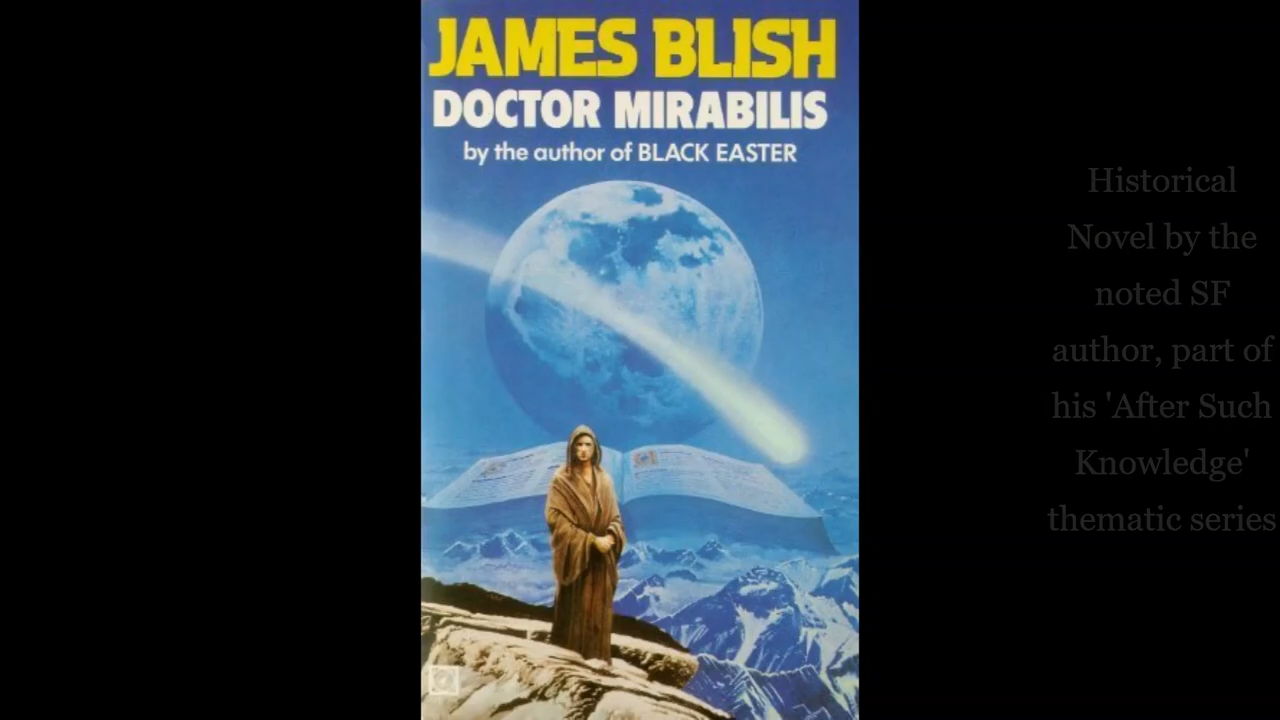 JAMES BLISH
DOCTOR MIRABILIS
by the author of BLACK EASTER
Historical
Novel by the
noted SF
author, part of
his 'After Such
Knowledge'
thematic series